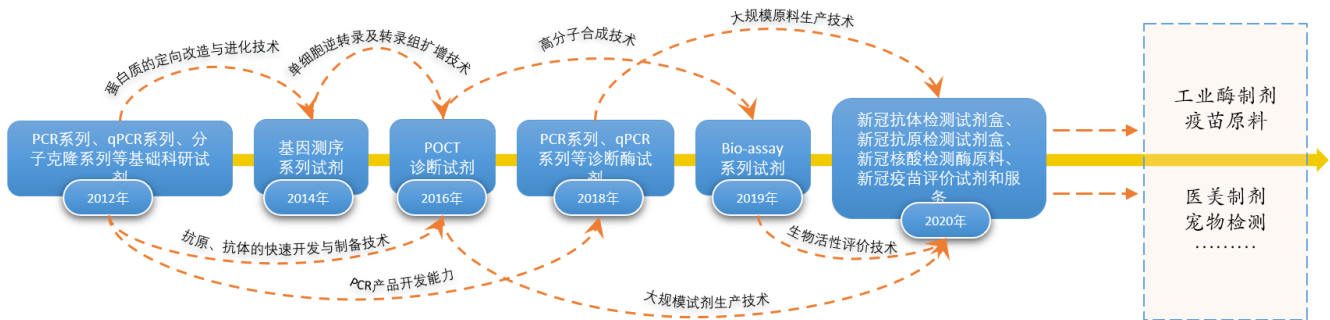 大规模原料生产技术
蛋白质的定向改造与进化技术
单细胞逆转录及转录组扩增技术
高分子合成技术
PCR系列、qPCR系列、分
子克隆系列等基础科研试
剂
2012年
基因测序
系列试剂
2014年
POCT
诊断试剂
2016年
PCR系列、qPCR
系列等诊断酶试
剂
2018年
Bio-assay
系列试剂
2019年
新冠抗体检测试剂盒、
新冠抗原检测试剂盒、
新冠核酸检测酶原料、
新冠疫苗评价试剂和服
务
2020年
工业酶制剂
疫苗原料
医美制剂
宠物检测
………
抗原、抗体的快速开发与制备技术
PCR产品开发能力
生物活性评价技术
大规模试剂生产技术